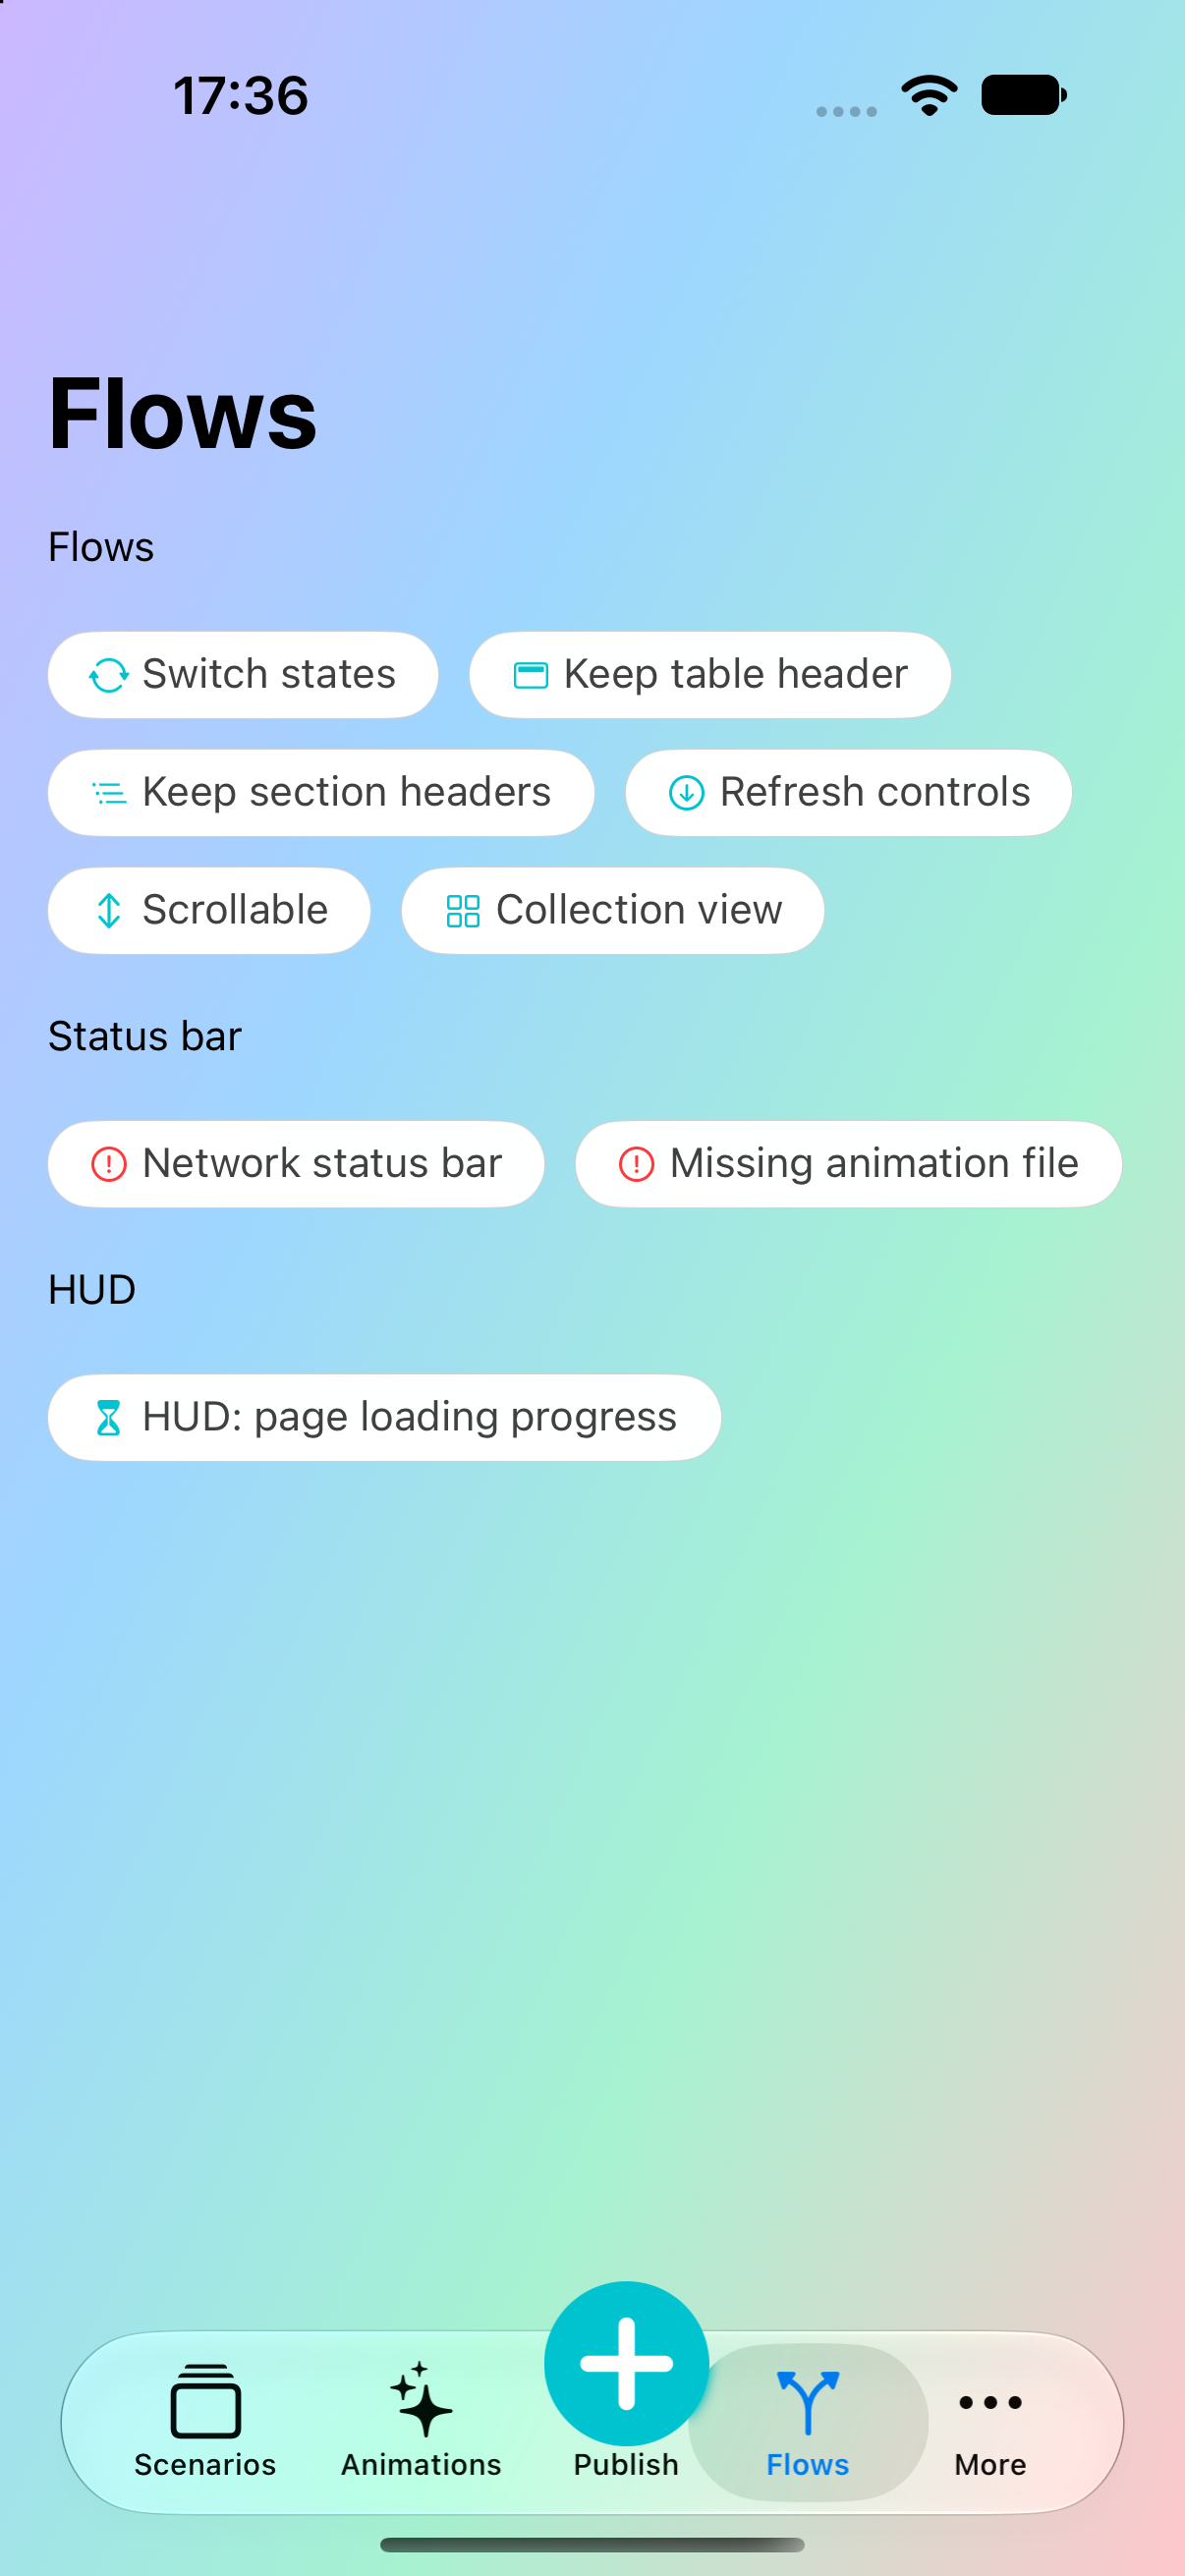 17:36
Flows
Flows
Switch states Keep table header
Keep section headers Refresh controls
Scrollable Collection view
Status bar
Network status bar Missing animation file
HUD
HUD: page loading progress
Scenarios Animations Publish Flows More